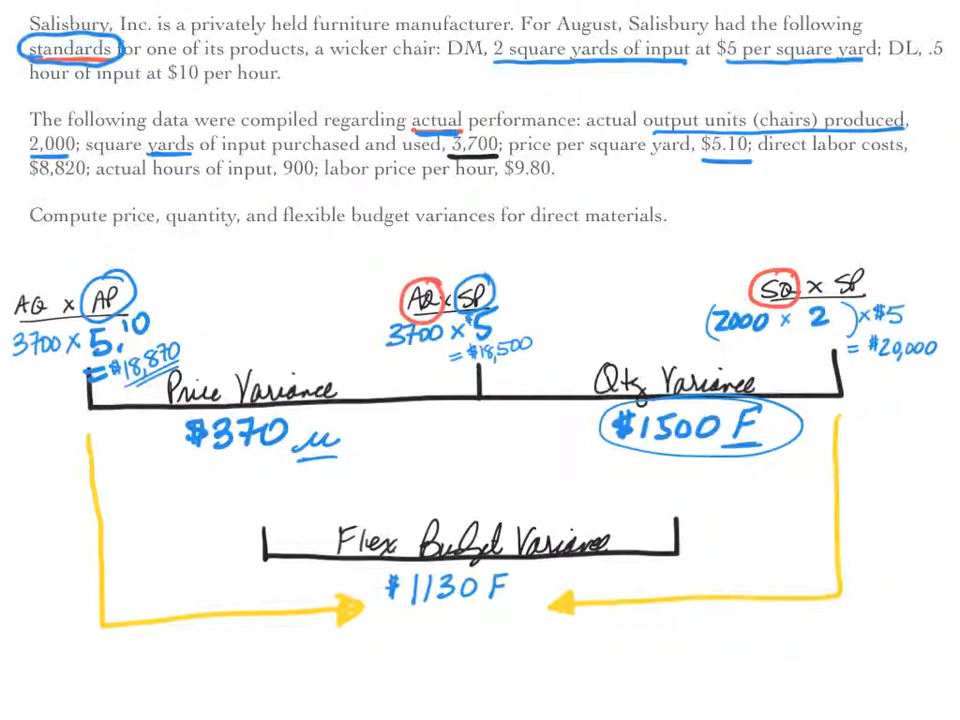 Salisbury, Inc. is a privately held furniture manufacturer. For August, Salisbury had the following
standards for one of its products, a wicker chair: DM, 2 square yards of input at $5 per square yard; DL, .5
hour of input at $10 per hour.
The following data were compiled regarding actual performance: actual output units (chairs) produced,
2,000; square yards of input purchased and used, 3,700; price per square yard, $5.10; direct labor costs,
$8,820; actual hours of input, 900; labor price per hour, $9.80.
Compute price, quantity, and flexible budget variances for direct materials.
AQ x AP
AQ x SP
SQ x SP
3700 x 5.10
3700 x $5
(2000 x 2) x $5
= $18,870
= $18,500
= $20,000
Price Variance
Qty Variance
$370 u
$1500 F
Flex Budget Variance
$1130 F